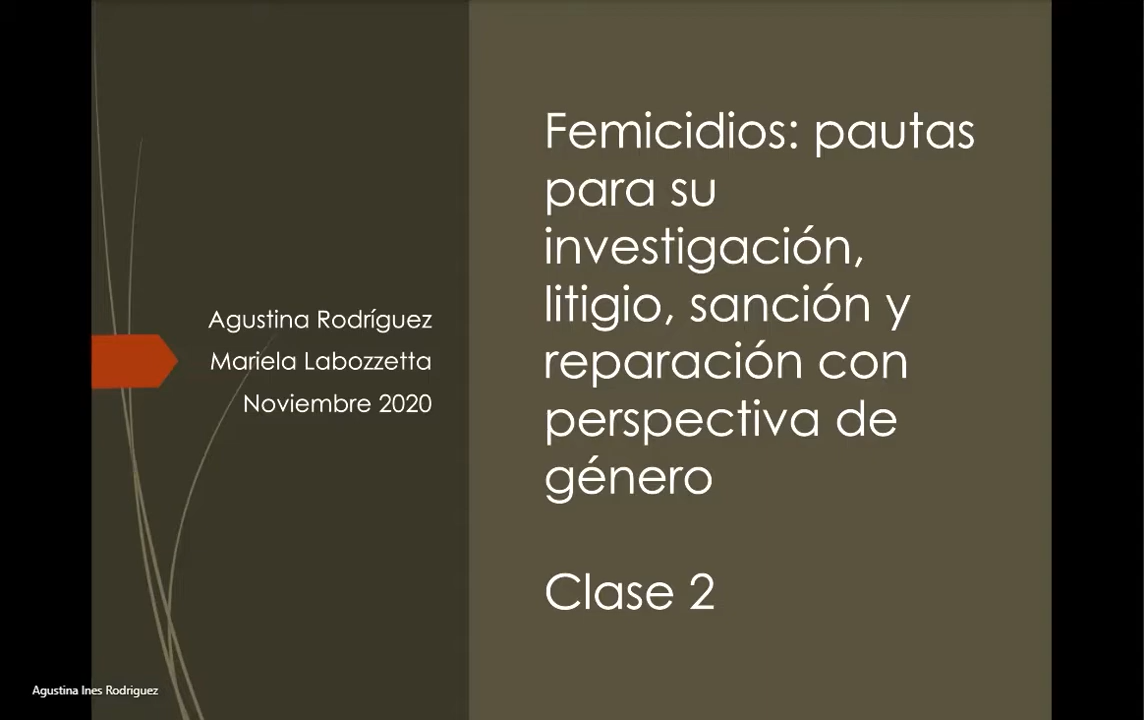 Agustina Rodríguez
Mariela Labozzetta
Noviembre 2020
Femicidios: pautas
para su
investigación,
litigio, sanción y
reparación con
perspectiva de
género
Clase 2
Agustina Ines Rodriguez